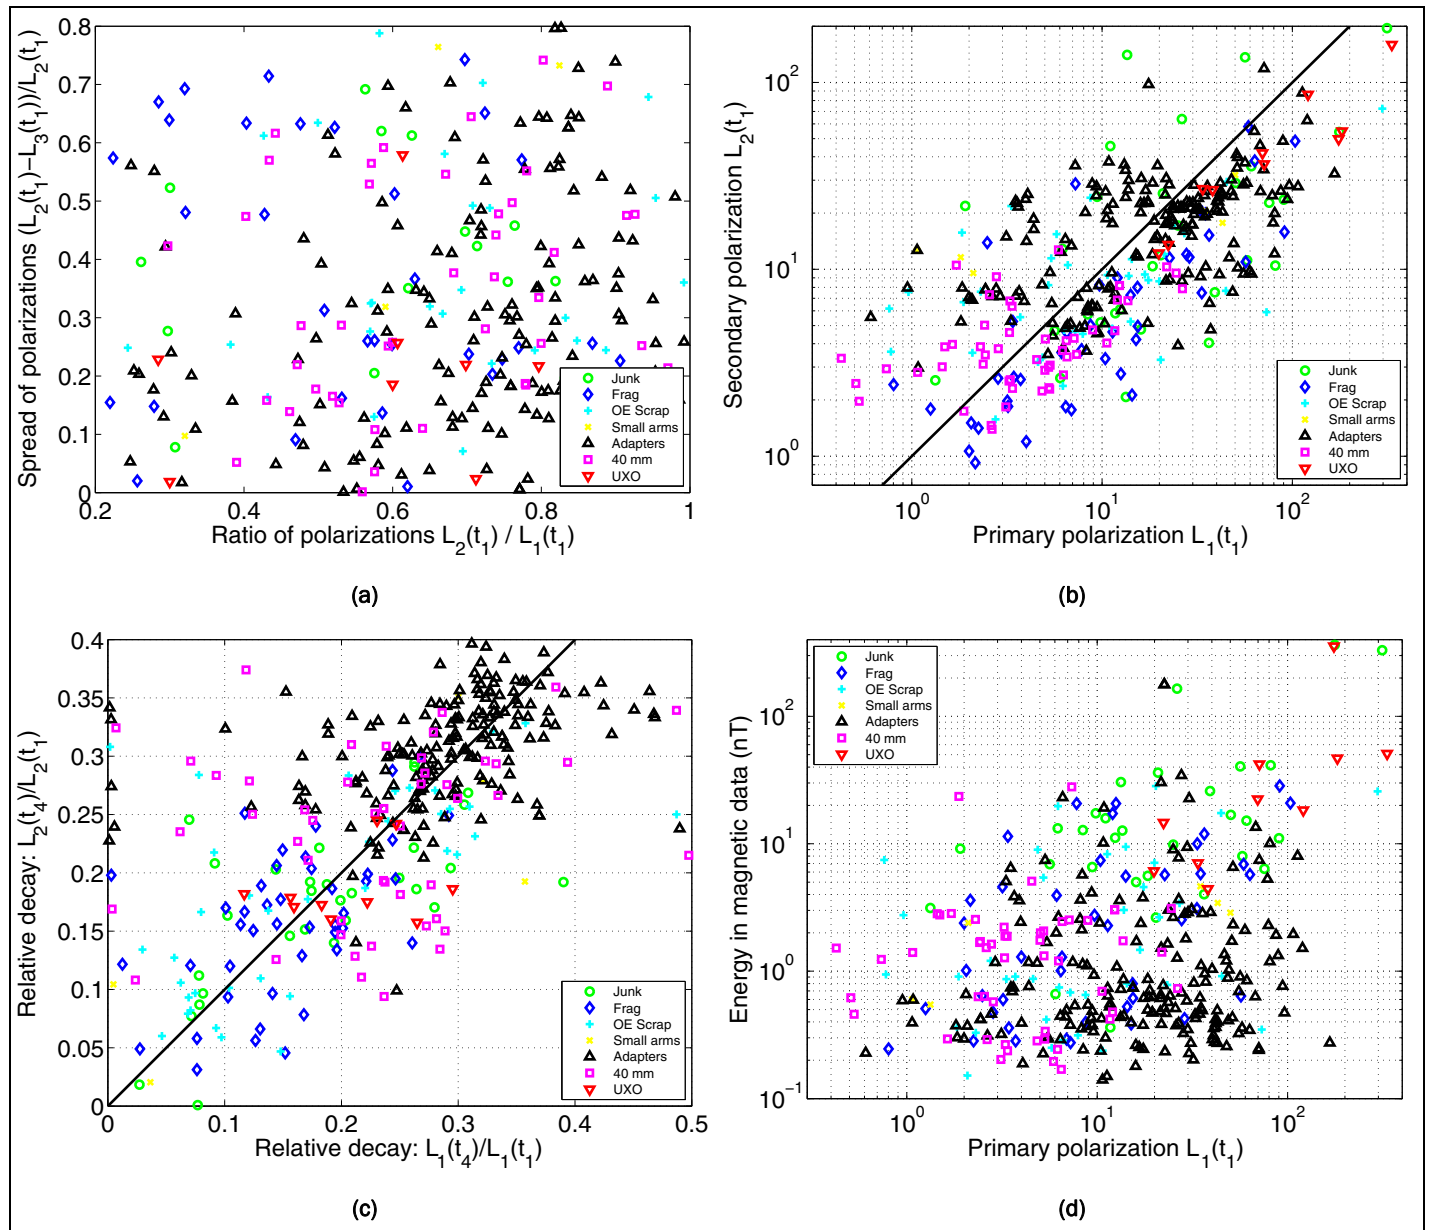 0.8
0.7
0.6
0.5
0.4
0.3
0.2
0.1
0
0.2
0.4
0.6
0.8
1
Spread of polarizations (L2(t1)−L3(t1))/L2(t1)
Ratio of polarizations L2(t1) / L1(t1)
Junk
Frag
OE Scrap
Small arms
Adapters
40 mm
UXO
(a)
10^2
10^1
10^0
10^0
10^1
10^2
Secondary polarization L2(t1)
Primary polarization L1(t1)
Junk
Frag
OE Scrap
Small arms
Adapters
40 mm
UXO
(b)
0.4
0.35
0.3
0.25
0.2
0.15
0.1
0.05
0
0
0.1
0.2
0.3
0.4
0.5
Relative decay: L2(t4)/L2(t1)
Relative decay: L1(t4)/L1(t1)
Junk
Frag
OE Scrap
Small arms
Adapters
40 mm
UXO
(c)
10^2
10^1
10^0
10^−1
10^0
10^1
10^2
Energy in magnetic data (nT)
Primary polarization L1(t1)
Junk
Frag
OE Scrap
Small arms
Adapters
40 mm
UXO
(d)